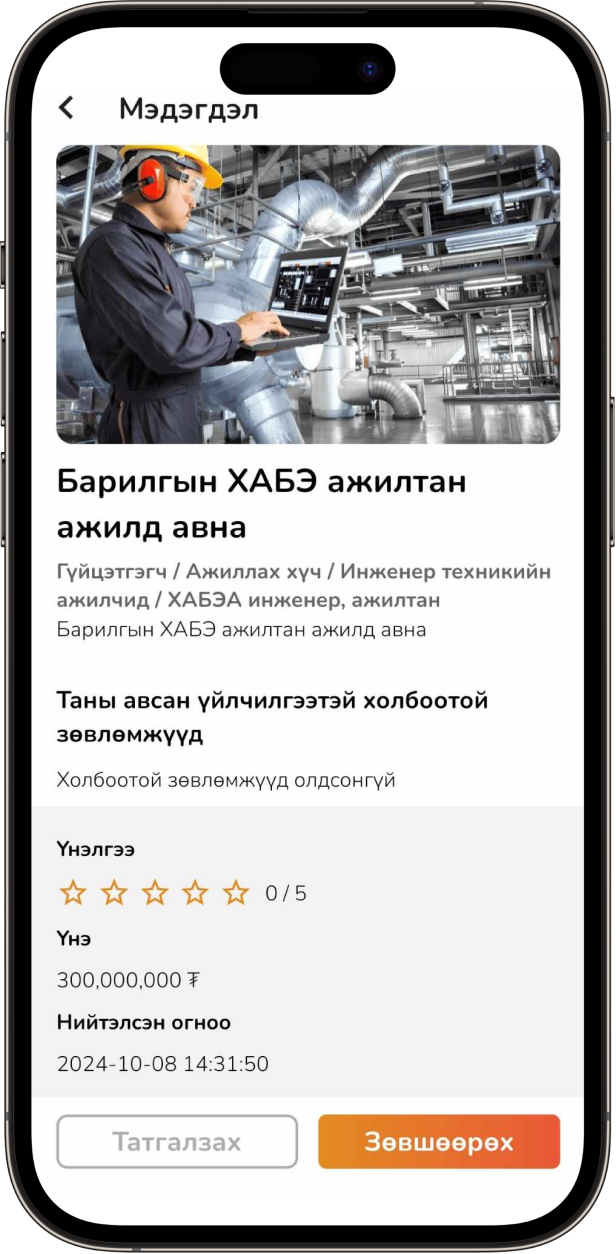 Мэдэгдэл
Барилгын ХАБЭ ажилтан
ажилд авна
Гүйцэтгэгч / Ажиллах хүч / Инженер техникийн
ажилчид / ХАБЭА инженер, ажилтан
Барилгын ХАБЭ ажилтан ажилд авна
Таны авсан үйлчилгээтэй холбоотой
зөвлөмжүүд
Холбоотой зөвлөмжүүд олдсонгүй
Үнэлгээ
0 / 5
Үнэ
300,000,000 ₮
Нийтэлсэн огноо
2024-10-08 14:31:50
Татгалзах
Зөвшөөрөх